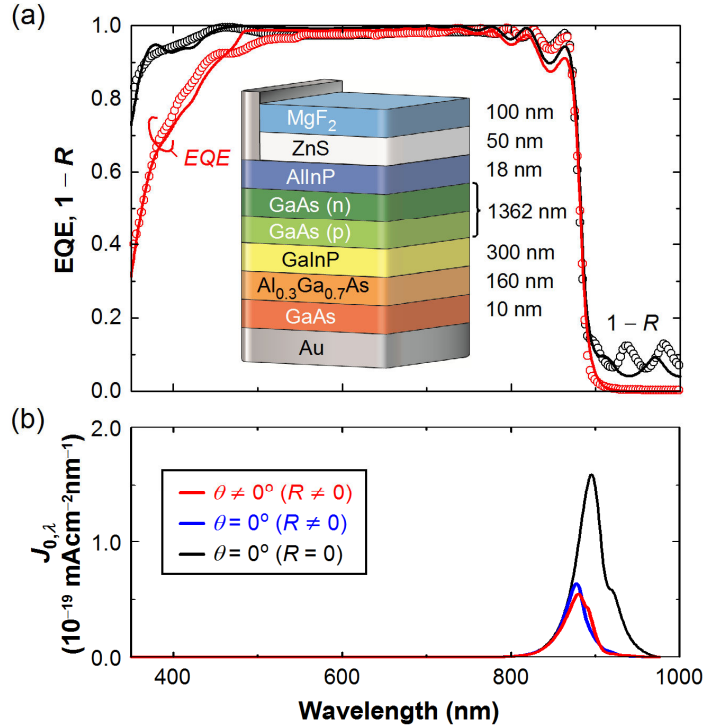 (a)
1.0
0.8
0.6
0.4
0.2
0.0
EQE, 1 − R
EQE
MgF₂
ZnS
AlInP
GaAs (n)
GaAs (p)
GaInP
Al₀.₃Ga₀.₇As
GaAs
Au
100 nm
50 nm
18 nm
1362 nm
300 nm
160 nm
10 nm
1 − R
(b)
2.0
1.0
0.0
J₀,λ
(10⁻¹⁹ mAcm⁻²nm⁻¹)
θ ≠ 0º (R ≠ 0)
θ = 0º (R ≠ 0)
θ = 0º (R = 0)
400 600 800 1000
Wavelength (nm)